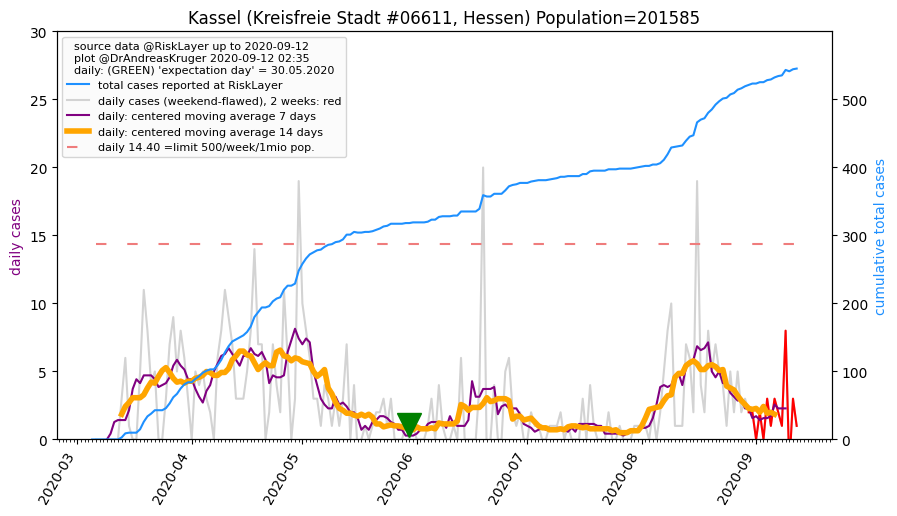 Kassel (Kreisfreie Stadt #06611, Hessen) Population=201585
source data @RiskLayer up to 2020-09-12
plot @DrAndreasKruger 2020-09-12 02:35
daily: (GREEN) 'expectation day' = 30.05.2020
total cases reported at RiskLayer
daily cases (weekend-flawed), 2 weeks: red
daily: centered moving average 7 days
daily: centered moving average 14 days
daily 14.40 =limit 500/week/1mio pop.
daily cases
30
25
20
15
10
5
0
cumulative total cases
500
400
300
200
100
0
2020-03
2020-04
2020-05
2020-06
2020-07
2020-08
2020-09